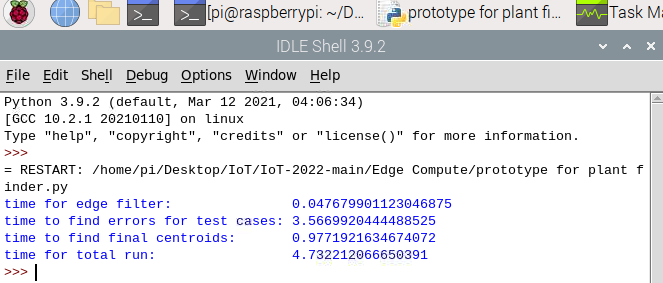 [pi@raspberrypi: ~/D... prototype for plant fi... Task Ma
IDLE Shell 3.9.2
File Edit Shell Debug Options Window Help
Python 3.9.2 (default, Mar 12 2021, 04:06:34)
[GCC 10.2.1 20210110] on linux
Type "help", "copyright", "credits" or "license()" for more information.
>>>
= RESTART: /home/pi/Desktop/IoT/IoT-2022-main/Edge Compute/prototype for plant f
inder.py
time for edge filter: 0.047679901123046875
time to find errors for test cases: 3.5669920444488525
time to find final centroids: 0.9771921634674072
time for total run: 4.732212066650391
>>>